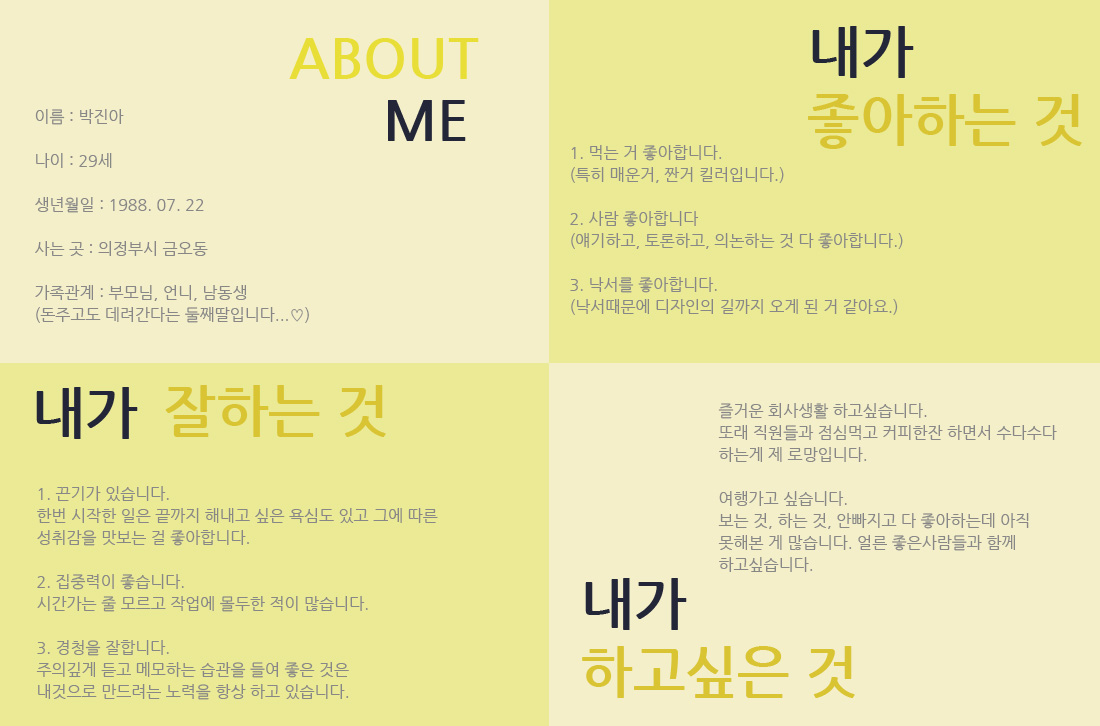 ABOUT
ME
이름 : 박진아
나이 : 29세
생년월일 : 1988. 07. 22
사는 곳 : 의정부시 금오동
가족관계 : 부모님, 언니, 남동생
(돈주고도 데려간다는 둘째딸입니다...♡)
내가
좋아하는 것
1. 먹는 거 좋아합니다.
(특히 매운거, 짠거 킬러입니다.)
2. 사람 좋아합니다
(얘기하고, 토론하고, 의논하는 것 다 좋아합니다.)
3. 낙서를 좋아합니다.
(낙서때문에 디자인의 길까지 오게 된 거 같아요.)
내가 잘하는 것
1. 끈기가 있습니다.
한번 시작한 일은 끝까지 해내고 싶은 욕심도 있고 그에 따른
성취감을 맛보는 걸 좋아합니다.
2. 집중력이 좋습니다.
시간가는 줄 모르고 작업에 몰두한 적이 많습니다.
3. 경청을 잘합니다.
주의깊게 듣고 메모하는 습관을 들여 좋은 것은
내것으로 만드려는 노력을 항상 하고 있습니다.
즐거운 회사생활 하고싶습니다.
또래 직원들과 점심먹고 커피한잔 하면서 수다수다
하는게 제 로망입니다.
여행가고 싶습니다.
보는 것, 하는 것, 안빠지고 다 좋아하는데 아직
못해본 게 많습니다. 얼른 좋은사람들과 함께
하고싶습니다.
내가
하고싶은 것